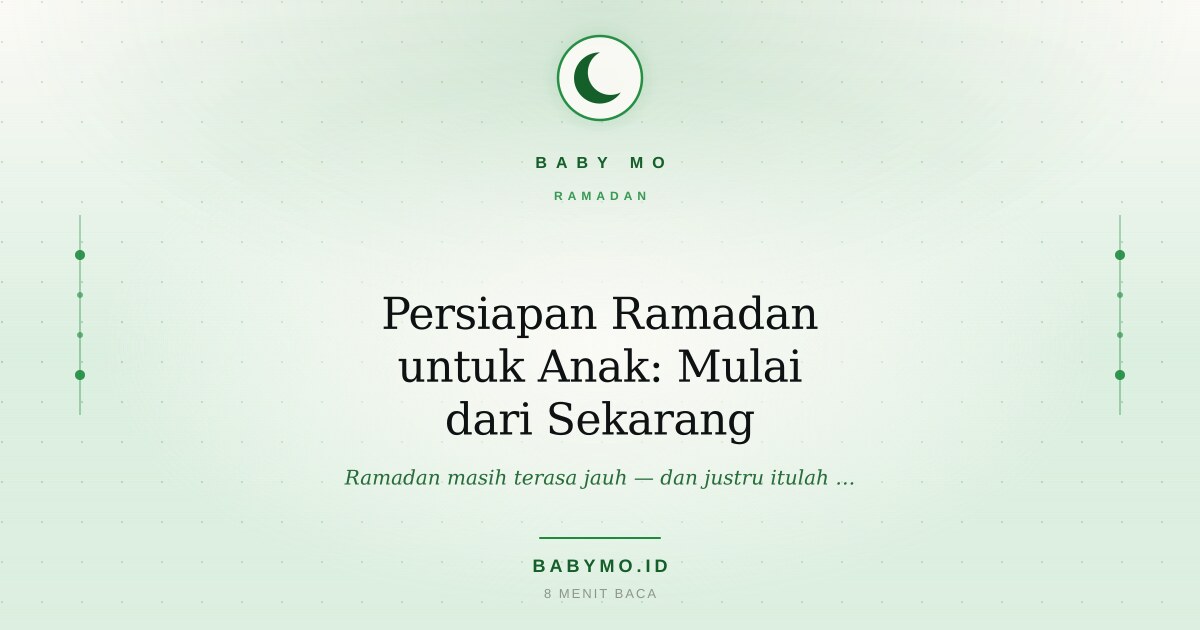 BABY MO
RAMADAN
Persiapan Ramadan
untuk Anak: Mulai
dari Sekarang
Ramadan masih terasa jauh — dan justru itulah ...
BABYMO.ID
8 MENIT BACA